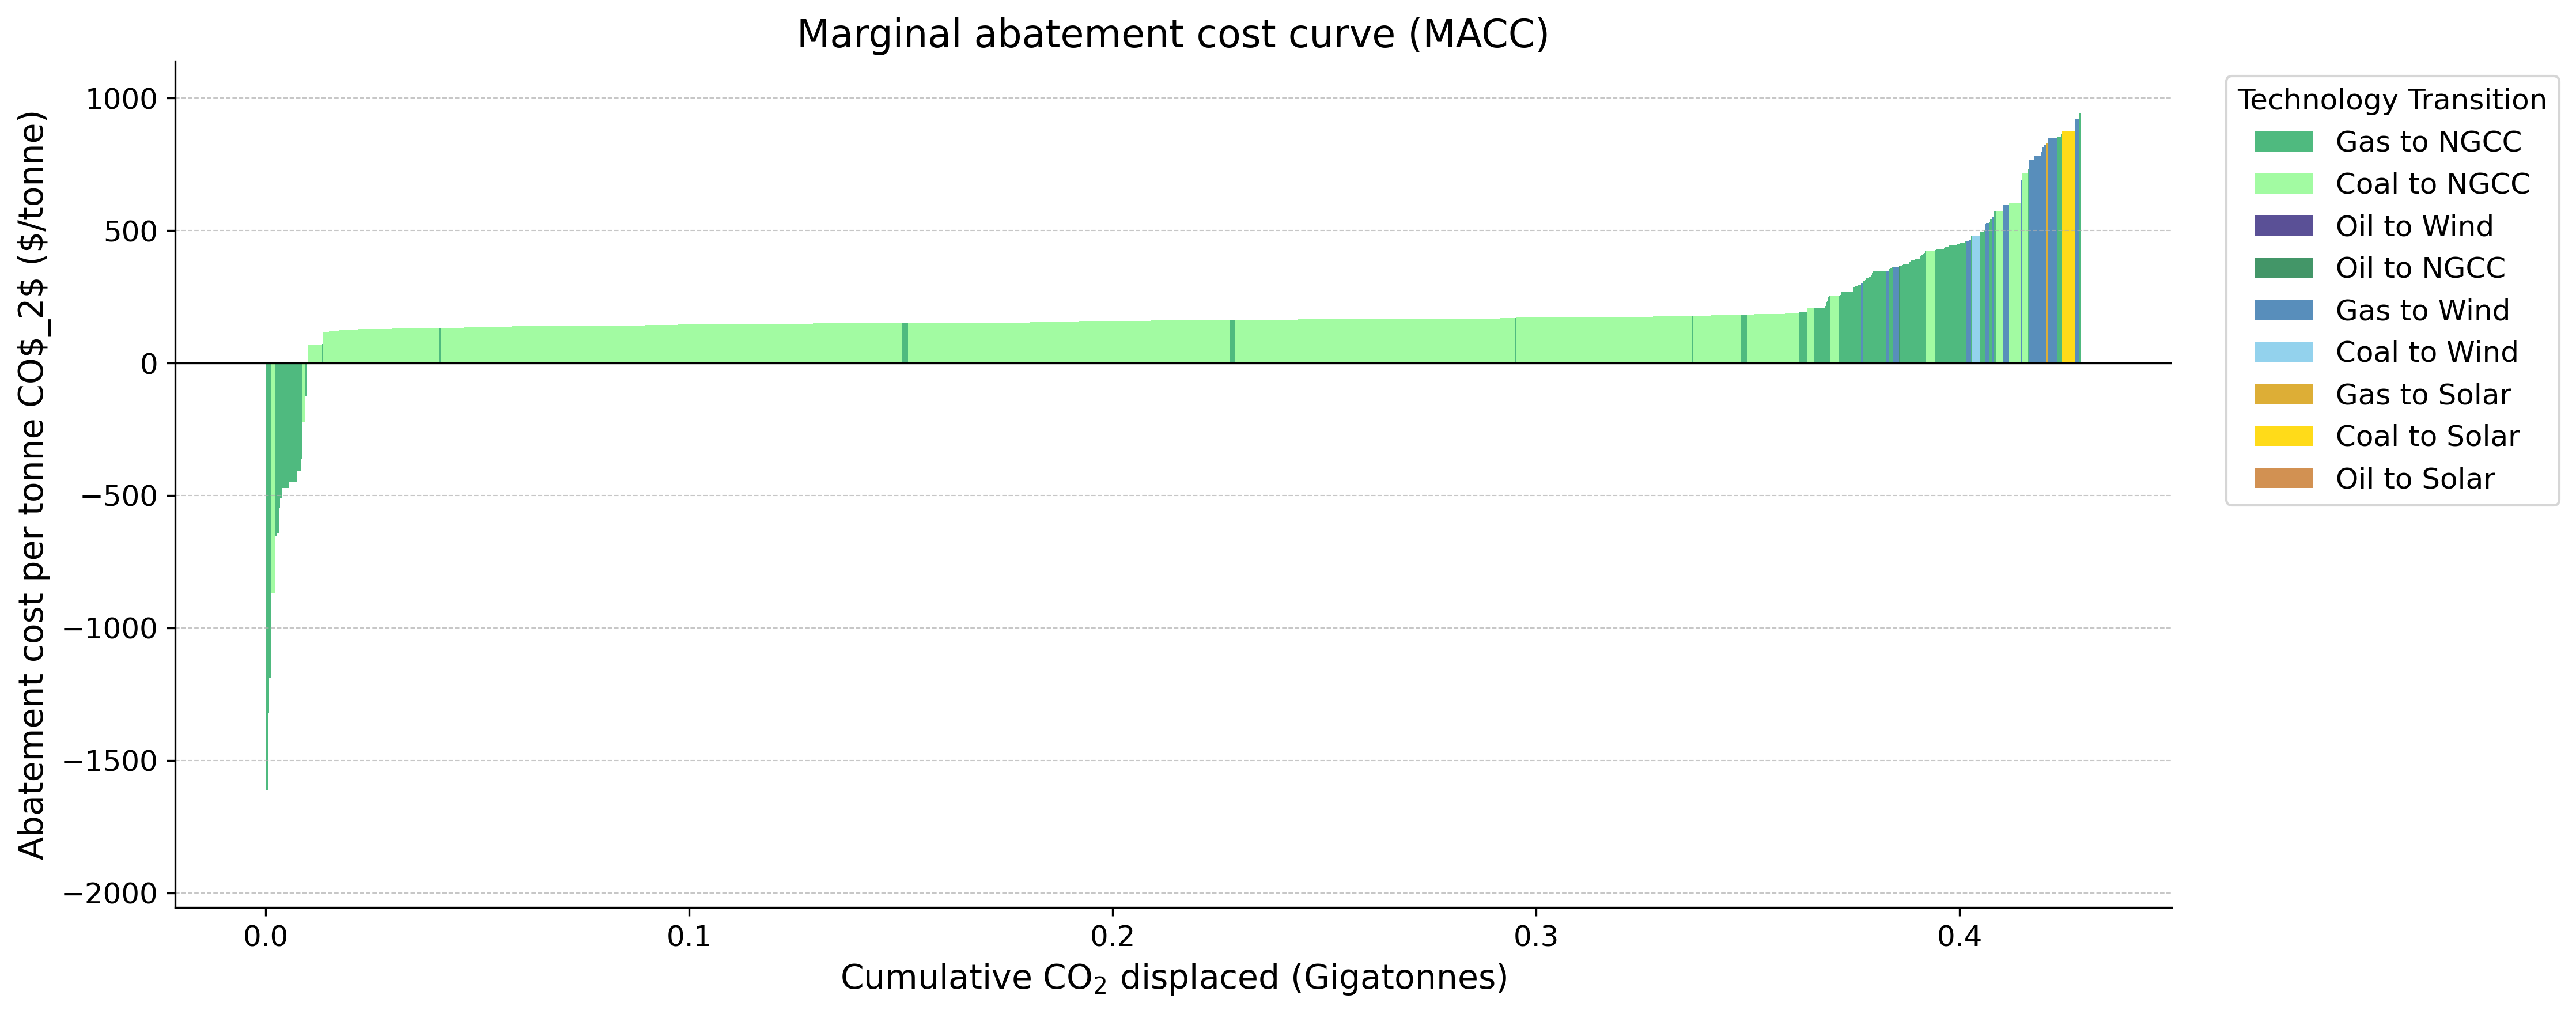 Marginal abatement cost curve (MACC)
Abatement cost per tonne CO$_2$ ($/tonne)
1000
500
0
−500
−1000
−1500
−2000
0.0
0.1
0.2
0.3
0.4
Cumulative CO₂ displaced (Gigatonnes)
Technology Transition
Gas to NGCC
Coal to NGCC
Oil to Wind
Oil to NGCC
Gas to Wind
Coal to Wind
Gas to Solar
Coal to Solar
Oil to Solar